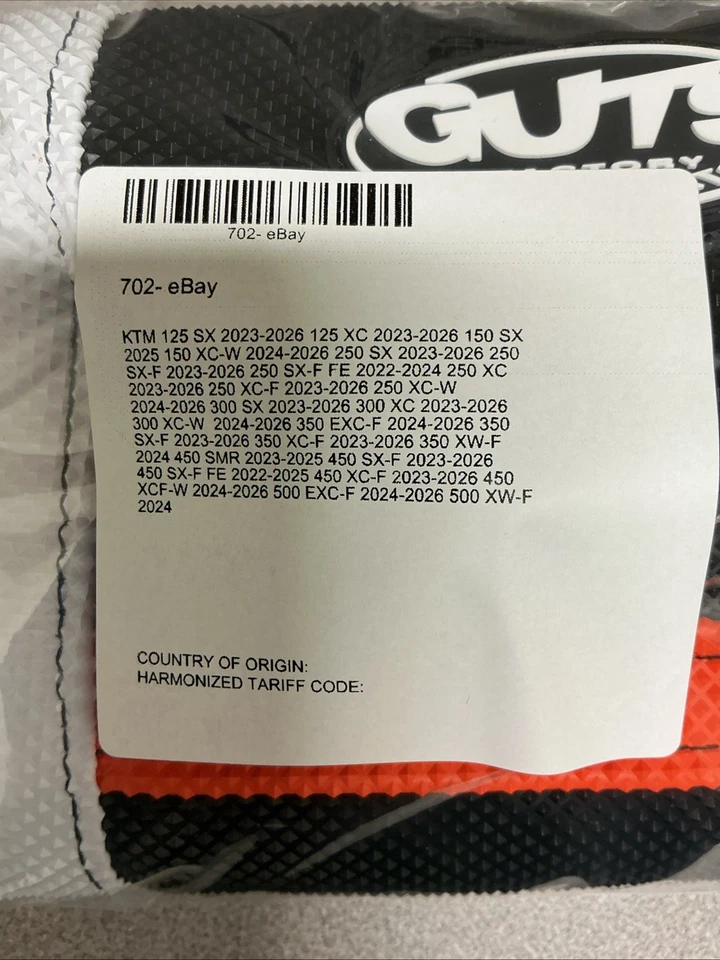 GUTS
FACTORY
702- eBay
702- eBay
KTM 125 SX 2023-2026 125 XC 2023-2026 150 SX
2025 150 XC-W 2024-2026 250 SX 2023-2026 250
SX-F 2023-2026 250 SX-F FE 2022-2024 250 XC
2023-2026 250 XC-F 2023-2026 250 XC-W
2024-2026 300 SX 2023-2026 300 XC 2023-2026
300 XC-W 2024-2026 350 EXC-F 2024-2026 350
SX-F 2023-2026 350 XC-F 2023-2026 350 XW-F
2024 450 SMR 2023-2025 450 SX-F 2023-2026
450 SX-F FE 2022-2025 450 XC-F 2023-2026 450
XCF-W 2024-2026 500 EXC-F 2024-2026 500 XW-F
2024
COUNTRY OF ORIGIN:
HARMONIZED TARIFF CODE: